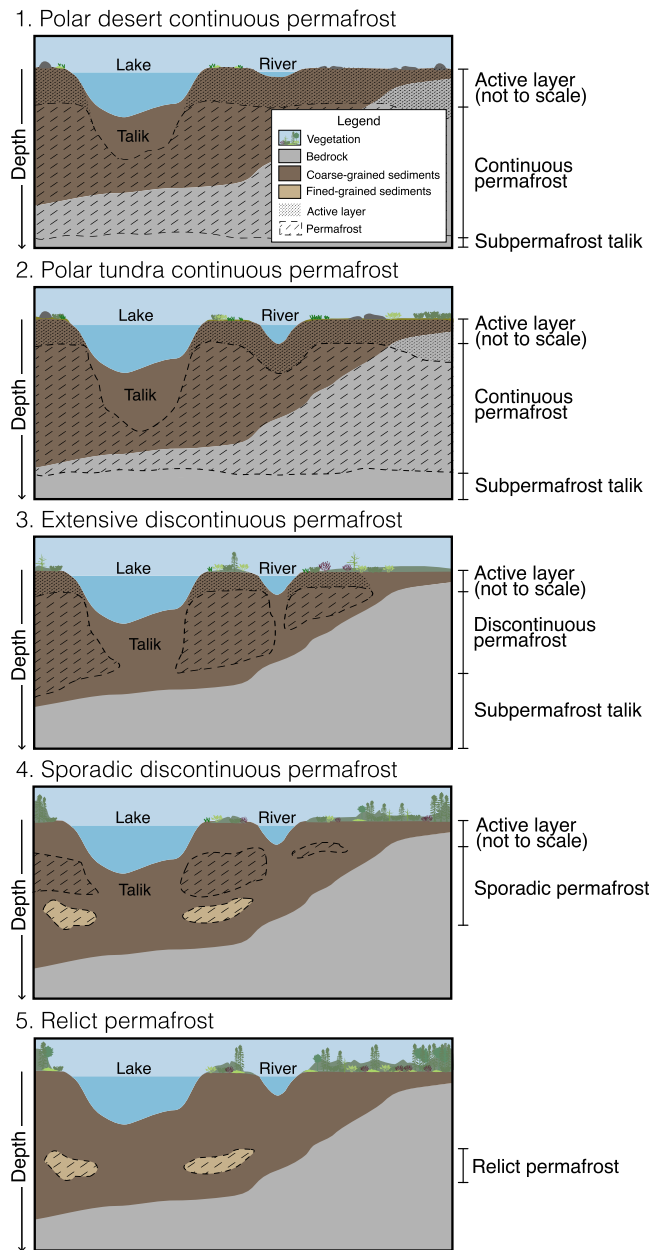 1. Polar desert continuous permafrost
Lake
River
Talik
Depth
Active layer
(not to scale)
Continuous
permafrost
Subpermafrost talik
Legend
Vegetation
Bedrock
Coarse-grained sediments
Fined-grained sediments
Active layer
Permafrost
2. Polar tundra continuous permafrost
Lake
River
Talik
Depth
Active layer
(not to scale)
Continuous
permafrost
Subpermafrost talik
3. Extensive discontinuous permafrost
Lake
River
Talik
Depth
Active layer
(not to scale)
Discontinuous
permafrost
Subpermafrost talik
4. Sporadic discontinuous permafrost
Lake
River
Talik
Depth
Active layer
(not to scale)
Sporadic permafrost
5. Relict permafrost
Lake
River
Depth
Relict permafrost